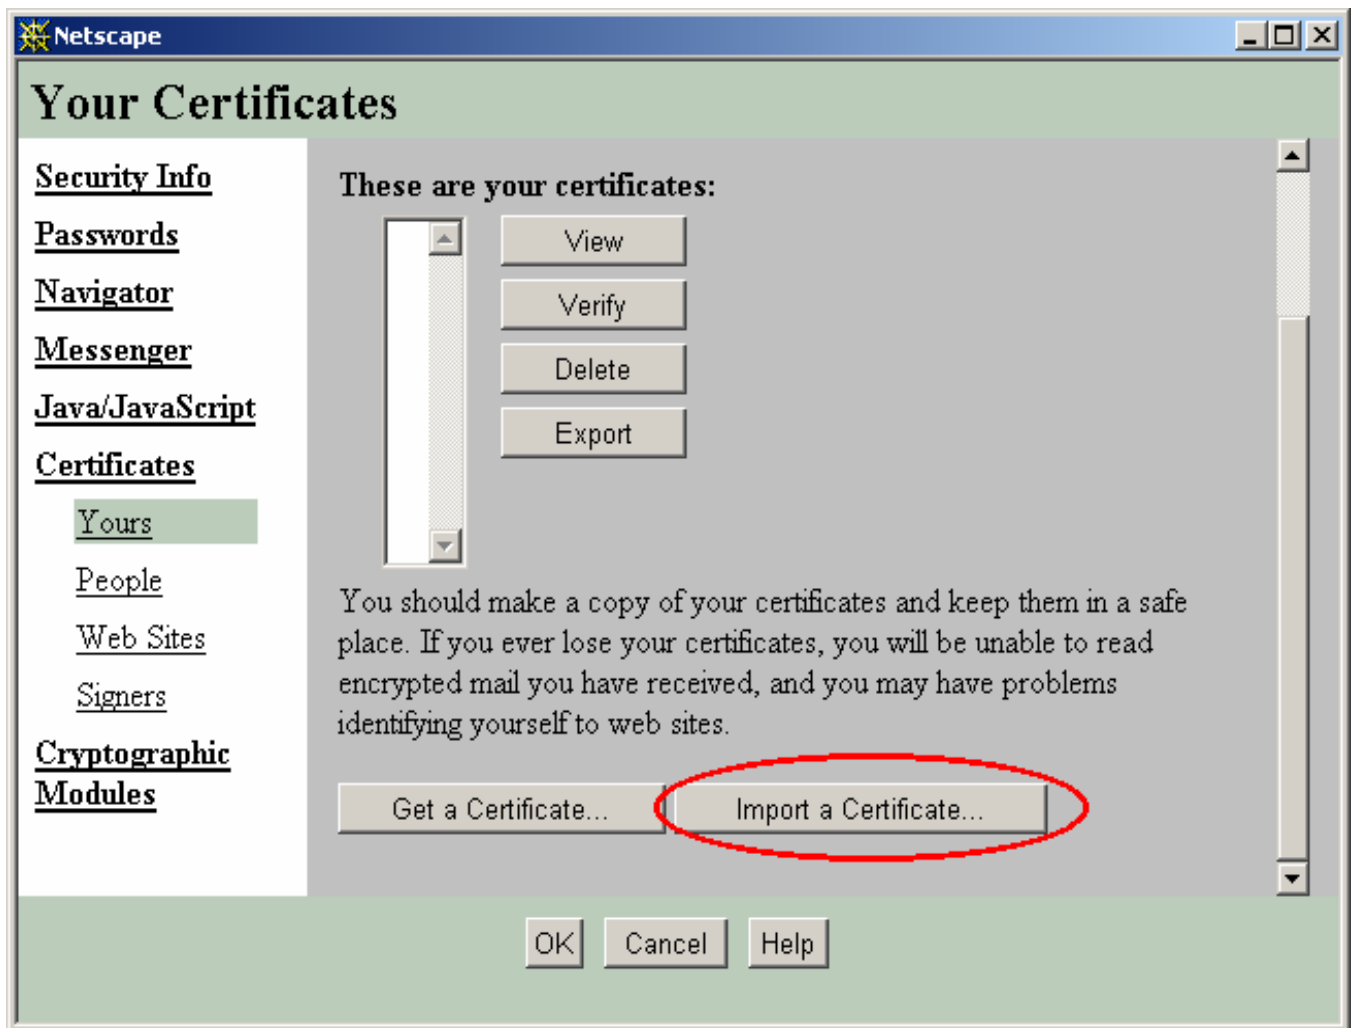 Netscape
Your Certificates
Security Info
Passwords
Navigator
Messenger
Java/JavaScript
Certificates
Yours
People
Web Sites
Signers
Cryptographic
Modules
These are your certificates:
View
Verify
Delete
Export
You should make a copy of your certificates and keep them in a safe
place. If you ever lose your certificates, you will be unable to read
encrypted mail you have received, and you may have problems
identifying yourself to web sites.
Get a Certificate... Import a Certificate...
OK Cancel Help